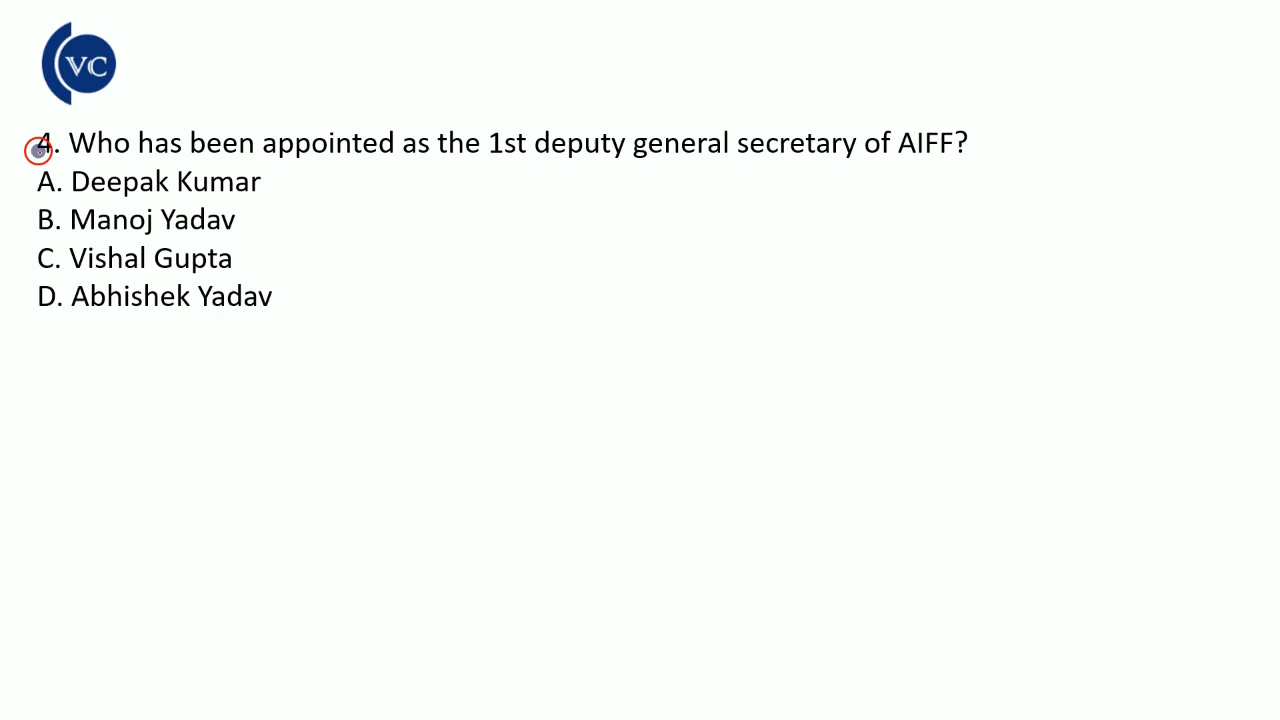 VC
4. Who has been appointed as the 1st deputy general secretary of AIFF?
A. Deepak Kumar
B. Manoj Yadav
C. Vishal Gupta
D. Abhishek Yadav